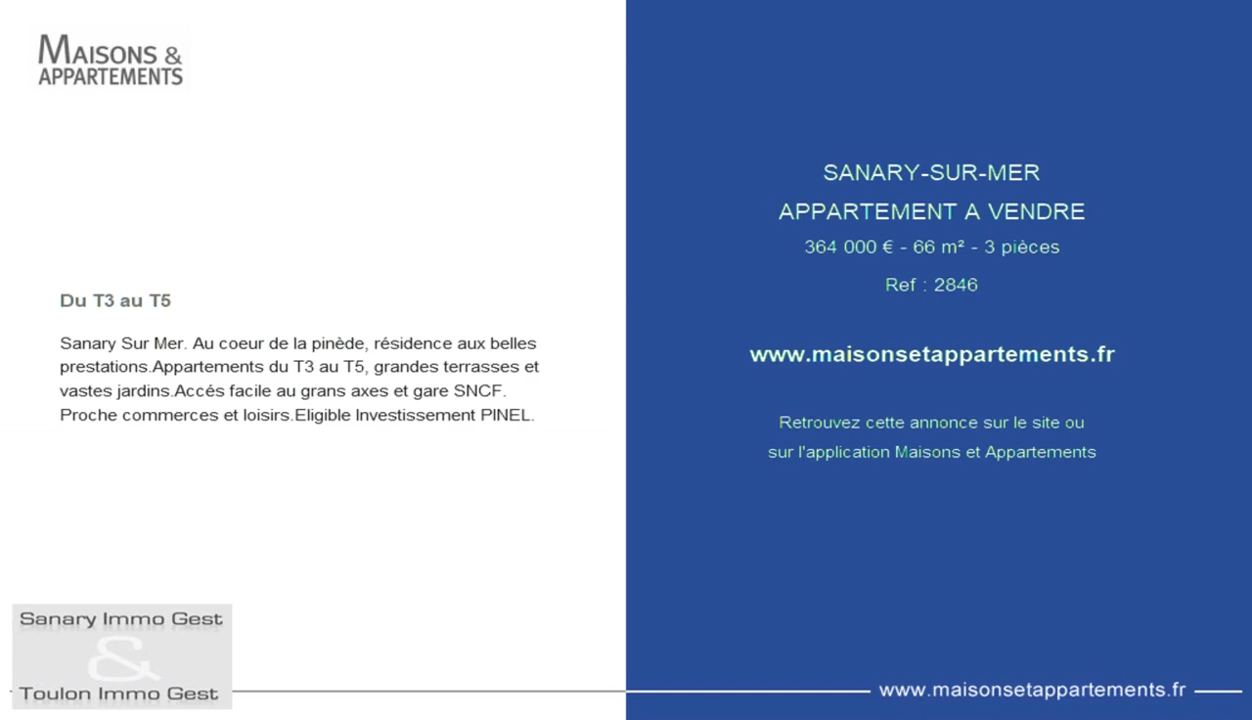 MAISONS &
APPARTEMENTS
Du T3 au T5
Sanary Sur Mer. Au coeur de la pinède, résidence aux belles
prestations.Appartements du T3 au T5, grandes terrasses et
vastes jardins.Accés facile au grans axes et gare SNCF.
Proche commerces et loisirs.Eligible Investissement PINEL.
Sanary Immo Gest
&
Toulon Immo Gest
SANARY-SUR-MER
APPARTEMENT A VENDRE
364 000 € - 66 m² - 3 pièces
Ref : 2846
www.maisonsetappartements.fr
Retrouvez cette annonce sur le site ou
sur l'application Maisons et Appartements
www.maisonsetappartements.fr